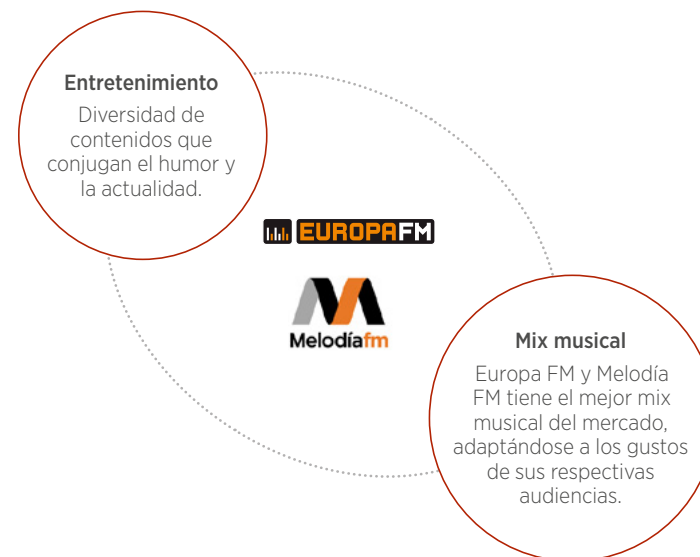 Entretenimiento
Diversidad de
contenidos que
conjugan el humor y
la actualidad.
EUROPAFM
Melodíafm
Mix musical
Europa FM y Melodía
FM tiene el mejor mix
musical del mercado,
adaptándose a los gustos
de sus respectivas
audiencias.